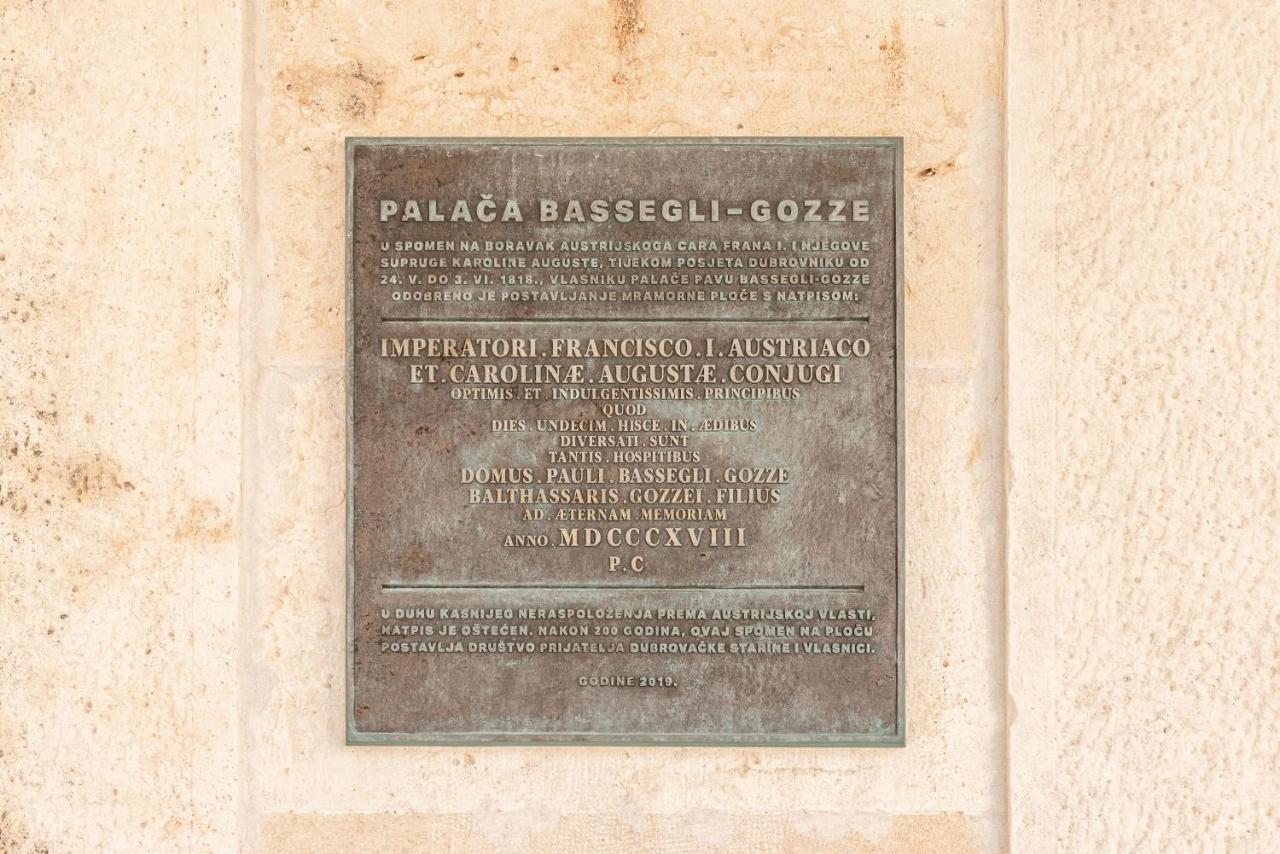 PALAČA BASSEGLI-GOZZE
U SPOMEN NA BORAVAK AUSTRIJSKOGA CARA FRANA I. I NJEGOVE
SUPRUGE KAROLINE AUGUSTE, TIJEKOM POSJETA DUBROVNIKU OD
24. V. DO 3. VI. 1818., VLASNIKU PALAČE PAVU BASSEGLI-GOZZE
ODOBRENO JE POSTAVLJANJE MRAMORNE PLOČE S NATPISOM:
IMPERATORI.FRANCISCO.I.AUSTRIACO
ET.CAROLINÆ.AUGUSTÆ.CONJUGI
OPTIMIS.ET.INDULGENTISSIMIS.PRINCIPIBUS
QUOD
DIES.UNDECIM.HISCE.IN.ÆDIBUS
DIVERSATI.SUNT
TANTIS.HOSPITIBUS
DOMUS.PAULI.BASSEGLI.GOZZE
BALTHASSARIS.GOZZEI.FILIUS
AD.ÆTERNAM.MEMORIAM
ANNO.MDCCCXVIII
P.C
U DUHU KASNIJEG NERASPOLOŽENJA PREMA AUSTRIJSKOJ VLASTI,
NATPIS JE OŠTEĆEN. NAKON 200 GODINA, OVAJ SPOMEN NA PLOČU
POSTAVLJA DRUŠTVO PRIJATELJA DUBROVAČKE STARINE I VLASNICI.
GODINE 2019.